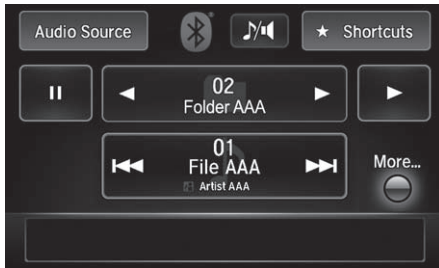 Audio Source
★ Shortcuts
02
Folder AAA
01
File AAA
Artist AAA
More...